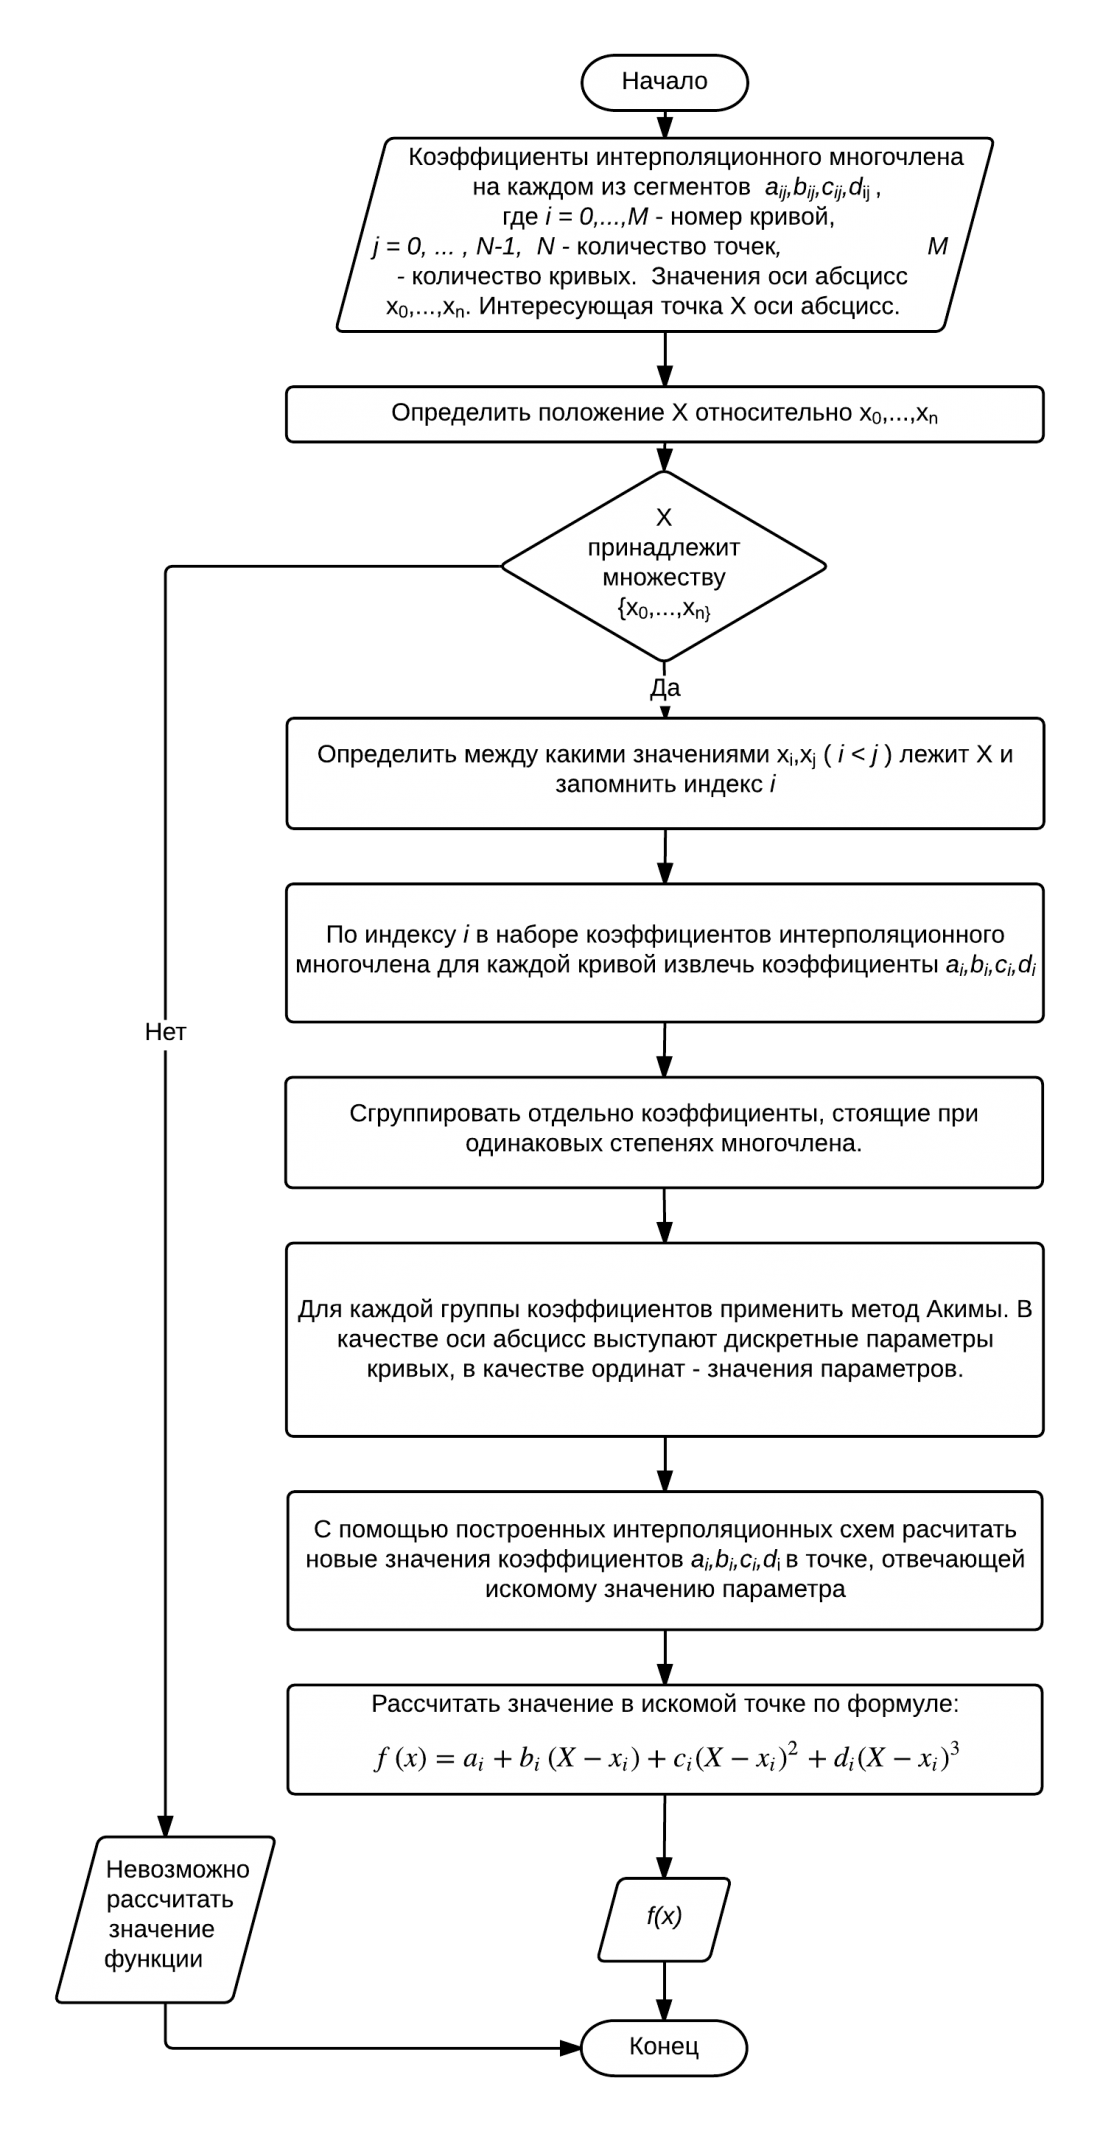 Начало
Коэффициенты интерполяционного многочлена
на каждом из сегментов aij,bij,cij,dij ,
где i = 0,...,M - номер кривой,
j = 0, ... , N-1, N - количество точек, M
- количество кривых. Значения оси абсцисс
x0,...,xn. Интересующая точка X оси абсцисс.
Определить положение X относительно x0,...,xn
X
принадлежит
множеству
{x0,...,xn}
Да
Определить между какими значениями xi,xj ( i < j ) лежит X и
запомнить индекс i
По индексу i в наборе коэффициентов интерполяционного
многочлена для каждой кривой извлечь коэффициенты ai,bi,ci,di
Нет
Сгруппировать отдельно коэффициенты, стоящие при
одинаковых степенях многочлена.
Для каждой группы коэффициентов применить метод Акимы. В
качестве оси абсцисс выступают дискретные параметры
кривых, в качестве ординат - значения параметров.
С помощью построенных интерполяционных схем расчитать
новые значения коэффициентов ai,bi,ci,di в точке, отвечающей
искомому значению параметра
Рассчитать значение в искомой точке по формуле:
f (x) = ai + bi (X − xi) + ci(X − xi)² + di(X − xi)³
Невозможно
рассчитать
значение
функции
f(x)
Конец